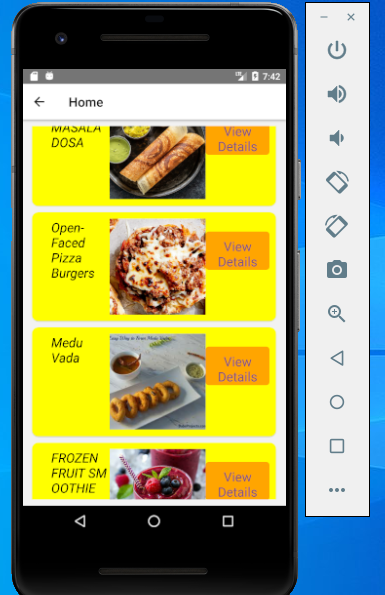 7:42
Home
MASALA
DOSA
View
Details
Open-
Faced
Pizza
Burgers
View
Details
Medu
Vada
View
Details
FROZEN
FRUIT SM
OOTHIE
View
Details